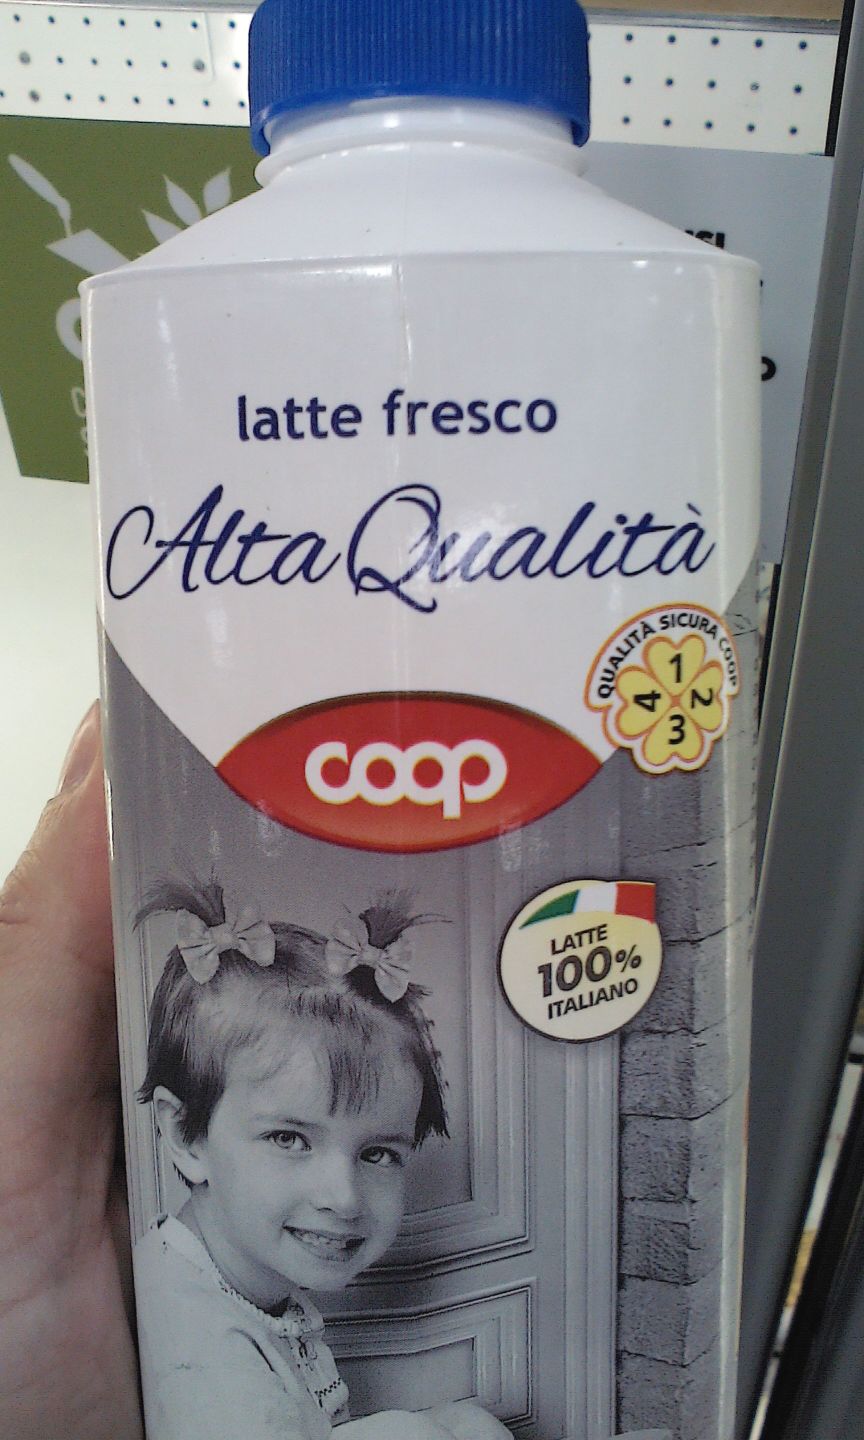 latte fresco
Alta Qualità
QUALITÀ SICURA COOP
1
4 2
3
coop
LATTE
100%
ITALIANO